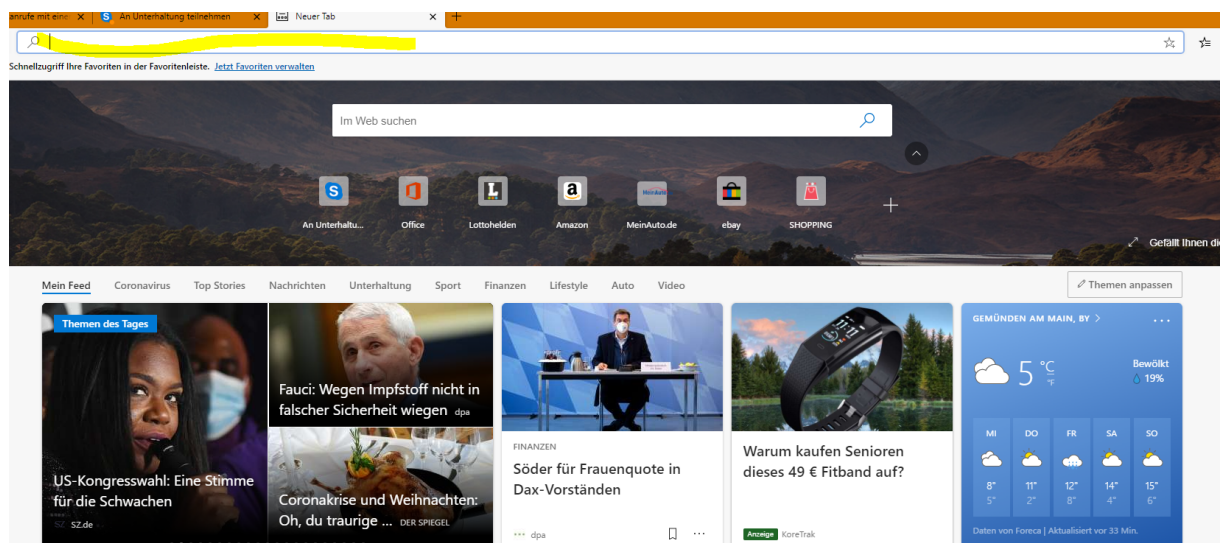 anrufe mit eine
An Unterhaltung teilnehmen
Neuer Tab
Schnellzugriff Ihre Favoriten in der Favoritenleiste. Jetzt Favoriten verwalten
Im Web suchen
An Unterhaltu...
Office
Lottohelden
Amazon
MeinAuto.de
ebay
SHOPPING
Gefällt Ihnen di
Mein Feed
Coronavirus
Top Stories
Nachrichten
Unterhaltung
Sport
Finanzen
Lifestyle
Auto
Video
Themen anpassen
Themen des Tages
US-Kongresswahl: Eine Stimme
für die Schwachen
SZ SZ.de
Fauci: Wegen Impfstoff nicht in
falscher Sicherheit wiegen dpa
Coronakrise und Weihnachten:
Oh, du traurige ... DER SPIEGEL
FINANZEN
Söder für Frauenquote in
Dax-Vorständen
dpa
Warum kaufen Senioren
dieses 49 € Fitband auf?
Anzeige KoreTrak
GEMÜNDEN AM MAIN, BY
5 °C
°F
Bewölkt
19%
MI DO FR SA SO
8° 11° 12° 14° 15°
5° 2° 8° 4° 6°
Daten von Foreca | Aktualisiert vor 33 Min.